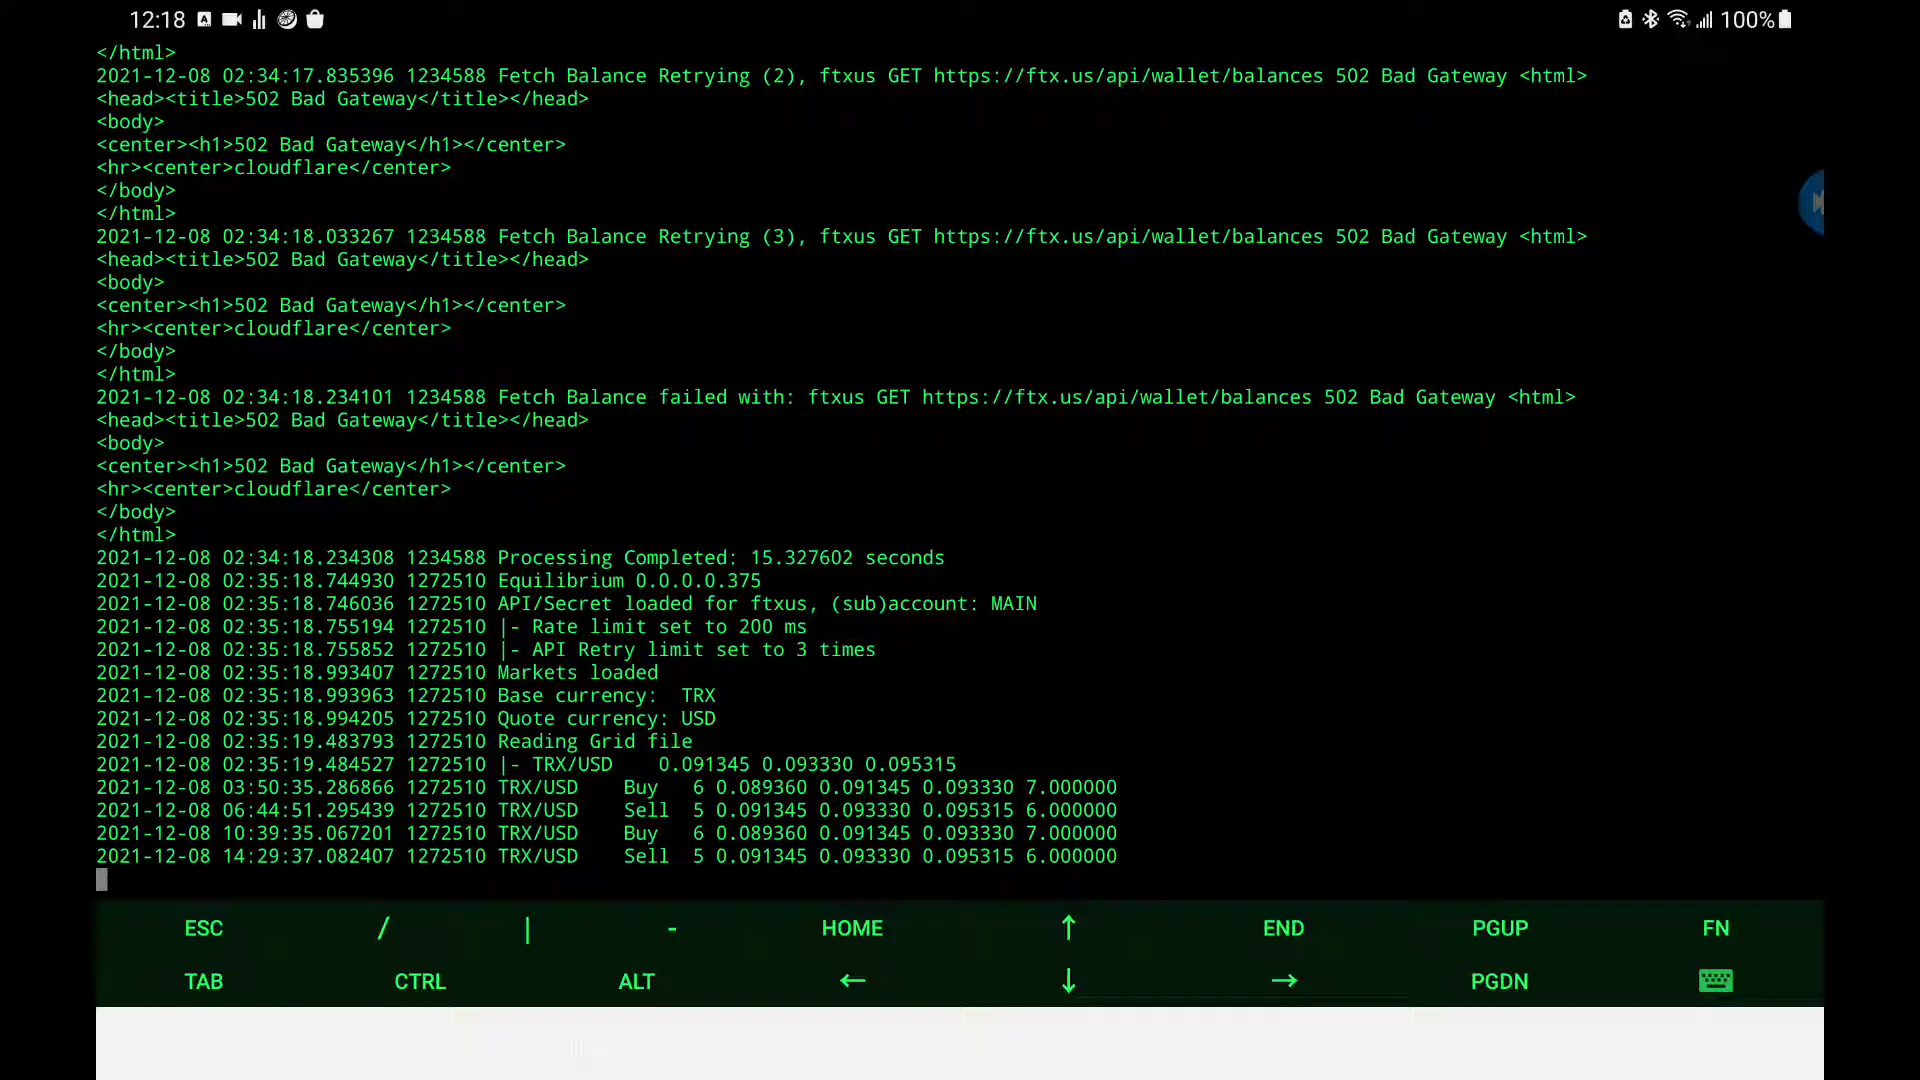 12:18 100%
</html>
2021-12-08 02:34:17.835396 1234588 Fetch Balance Retrying (2), ftxus GET https://ftx.us/api/wallet/balances 502 Bad Gateway <html>
<head><title>502 Bad Gateway</title></head>
<body>
<center><h1>502 Bad Gateway</h1></center>
<hr><center>cloudflare</center>
</body>
</html>
2021-12-08 02:34:18.033267 1234588 Fetch Balance Retrying (3), ftxus GET https://ftx.us/api/wallet/balances 502 Bad Gateway <html>
<head><title>502 Bad Gateway</title></head>
<body>
<center><h1>502 Bad Gateway</h1></center>
<hr><center>cloudflare</center>
</body>
</html>
2021-12-08 02:34:18.234101 1234588 Fetch Balance failed with: ftxus GET https://ftx.us/api/wallet/balances 502 Bad Gateway <html>
<head><title>502 Bad Gateway</title></head>
<body>
<center><h1>502 Bad Gateway</h1></center>
<hr><center>cloudflare</center>
</body>
</html>
2021-12-08 02:34:18.234308 1234588 Processing Completed: 15.327602 seconds
2021-12-08 02:35:18.744930 1272510 Equilibrium 0.0.0.0.375
2021-12-08 02:35:18.746036 1272510 API/Secret loaded for ftxus, (sub)account: MAIN
2021-12-08 02:35:18.755194 1272510 |- Rate limit set to 200 ms
2021-12-08 02:35:18.755852 1272510 |- API Retry limit set to 3 times
2021-12-08 02:35:18.993407 1272510 Markets loaded
2021-12-08 02:35:18.993963 1272510 Base currency:  TRX
2021-12-08 02:35:18.994205 1272510 Quote currency: USD
2021-12-08 02:35:19.483793 1272510 Reading Grid file
2021-12-08 02:35:19.484527 1272510 |- TRX/USD    0.091345 0.093330 0.095315
2021-12-08 03:50:35.286866 1272510 TRX/USD    Buy   6 0.089360 0.091345 0.093330 7.000000
2021-12-08 06:44:51.295439 1272510 TRX/USD    Sell  5 0.091345 0.093330 0.095315 6.000000
2021-12-08 10:39:35.067201 1272510 TRX/USD    Buy   6 0.089360 0.091345 0.093330 7.000000
2021-12-08 14:29:37.082407 1272510 TRX/USD    Sell  5 0.091345 0.093330 0.095315 6.000000
ESC / | - HOME ↑ END PGUP FN
TAB CTRL ALT ← ↓ → PGDN